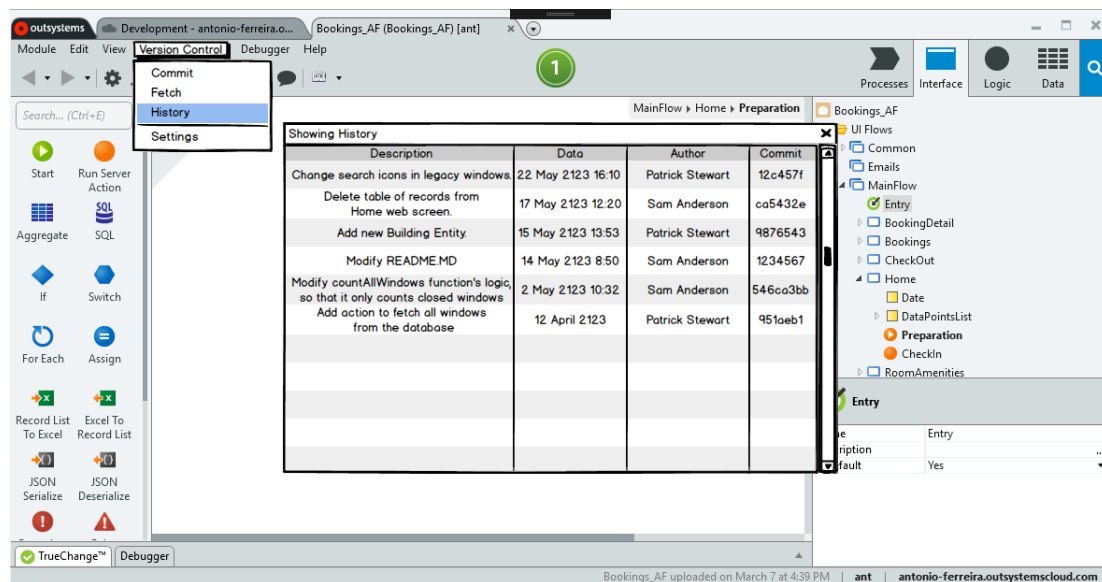 outsystems
Development - antonio-ferreira.o...
Bookings_AF (Bookings_AF) [ant]
Module Edit View Version Control Debugger Help
Commit
Fetch
History
Settings
1
Processes
Interface
Logic
Data
Search... (Ctrl+E)
Start
Run Server
Action
Aggregate
SQL
SQL
If
Switch
For Each
Assign
Record List
To Excel
Excel To
Record List
JSON
Serialize
JSON
Deserialize
MainFlow Home Preparation
Showing History
Description Data Author Commit
Change search icons in legacy windows. 22 May 2123 16:10 Patrick Stewart 12c457f
Delete table of records from
Home web screen. 17 May 2123 12:20 Sam Anderson ca5432e
Add new Building Entity. 15 May 2123 13:53 Patrick Stewart 9876543
Modify README.MD 14 May 2123 8:50 Sam Anderson 1234567
Modify countAllWindows function's logic,
so that it only counts closed windows 2 May 2123 10:32 Sam Anderson 546ca3bb
Add action to fetch all windows
from the database 12 April 2123 Patrick Stewart 951aeb1
Bookings_AF
UI Flows
Common
Emails
MainFlow
Entry
BookingDetail
Bookings
CheckOut
Home
Date
DataPointsList
Preparation
CheckIn
RoomAmenities
Entry
Entry
..
Yes
TrueChange™ Debugger
Bookings_AF uploaded on March 7 at 4:39 PM | ant | antonio-ferreira.outsystemscloud.com